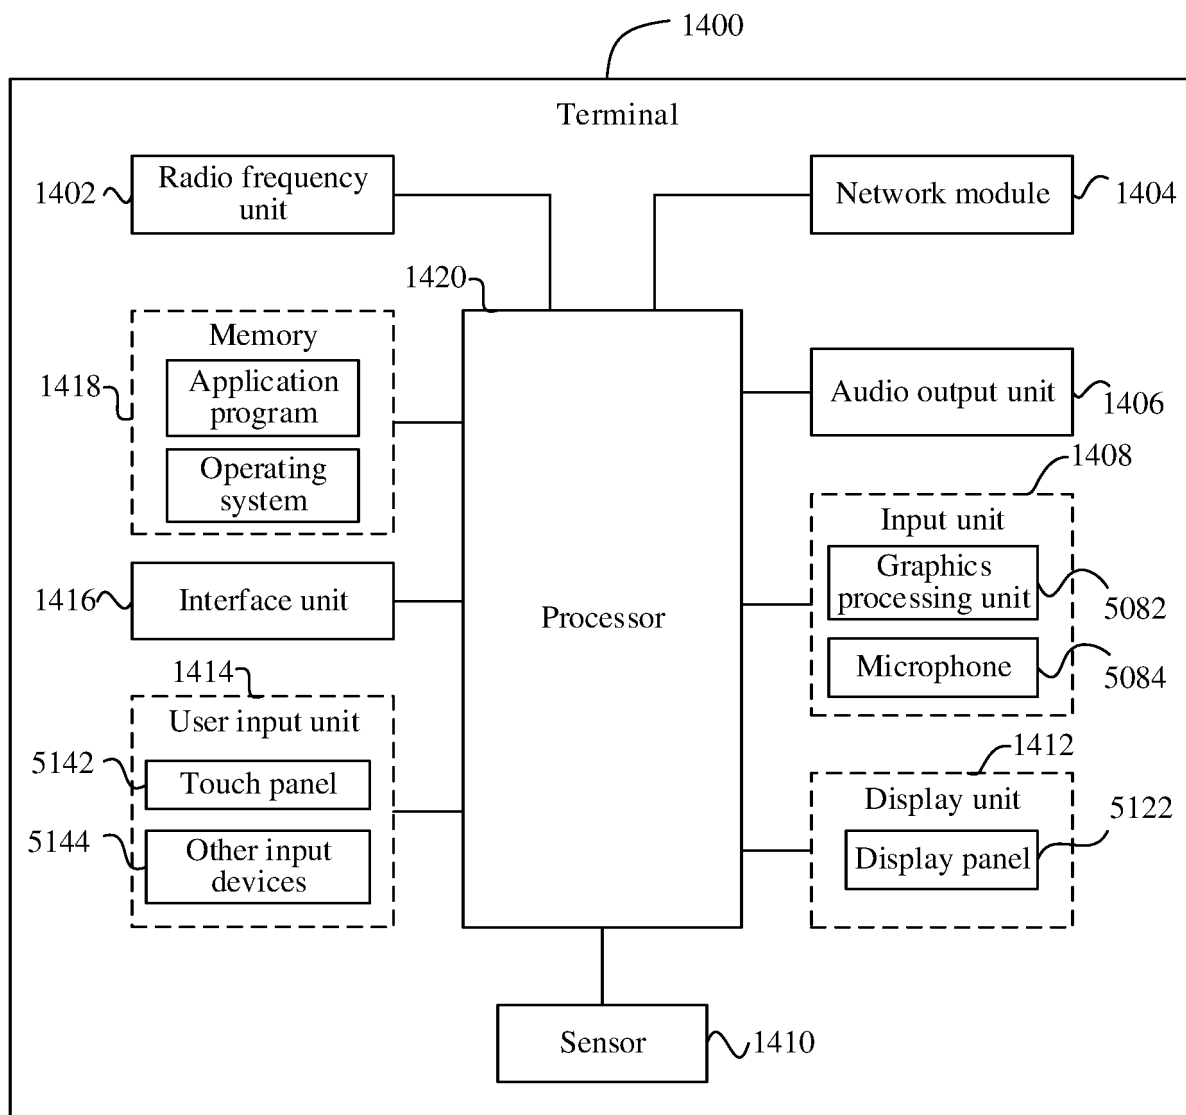 1400
Terminal
1402
Radio frequency
unit
Network module
1404
1420
Memory
1418
Application
program
Operating
system
Audio output unit
1406
1408
Input unit
Graphics
processing unit
5082
Microphone
5084
1416
Interface unit
Processor
1414
User input unit
5142
Touch panel
5144
Other input
devices
1412
Display unit
5122
Display panel
Sensor
1410